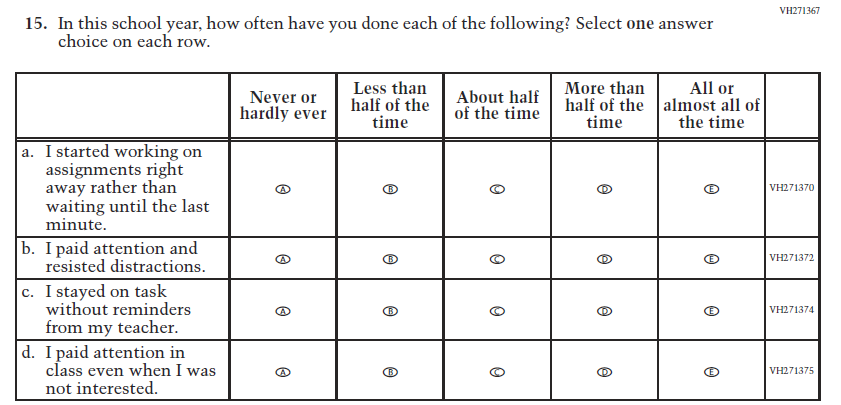 VH271367
15. In this school year, how often have you done each of the following? Select one answer
choice on each row.
Never or
hardly ever
Less than
half of the
time
About half
of the time
More than
half of the
time
All or
almost all of
the time
a. I started working on
assignments right
away rather than
waiting until the last
minute.
A B C D E VH271370
b. I paid attention and
resisted distractions.
A B C D E VH271372
c. I stayed on task
without reminders
from my teacher.
A B C D E VH271374
d. I paid attention in
class even when I was
not interested.
A B C D E VH271375